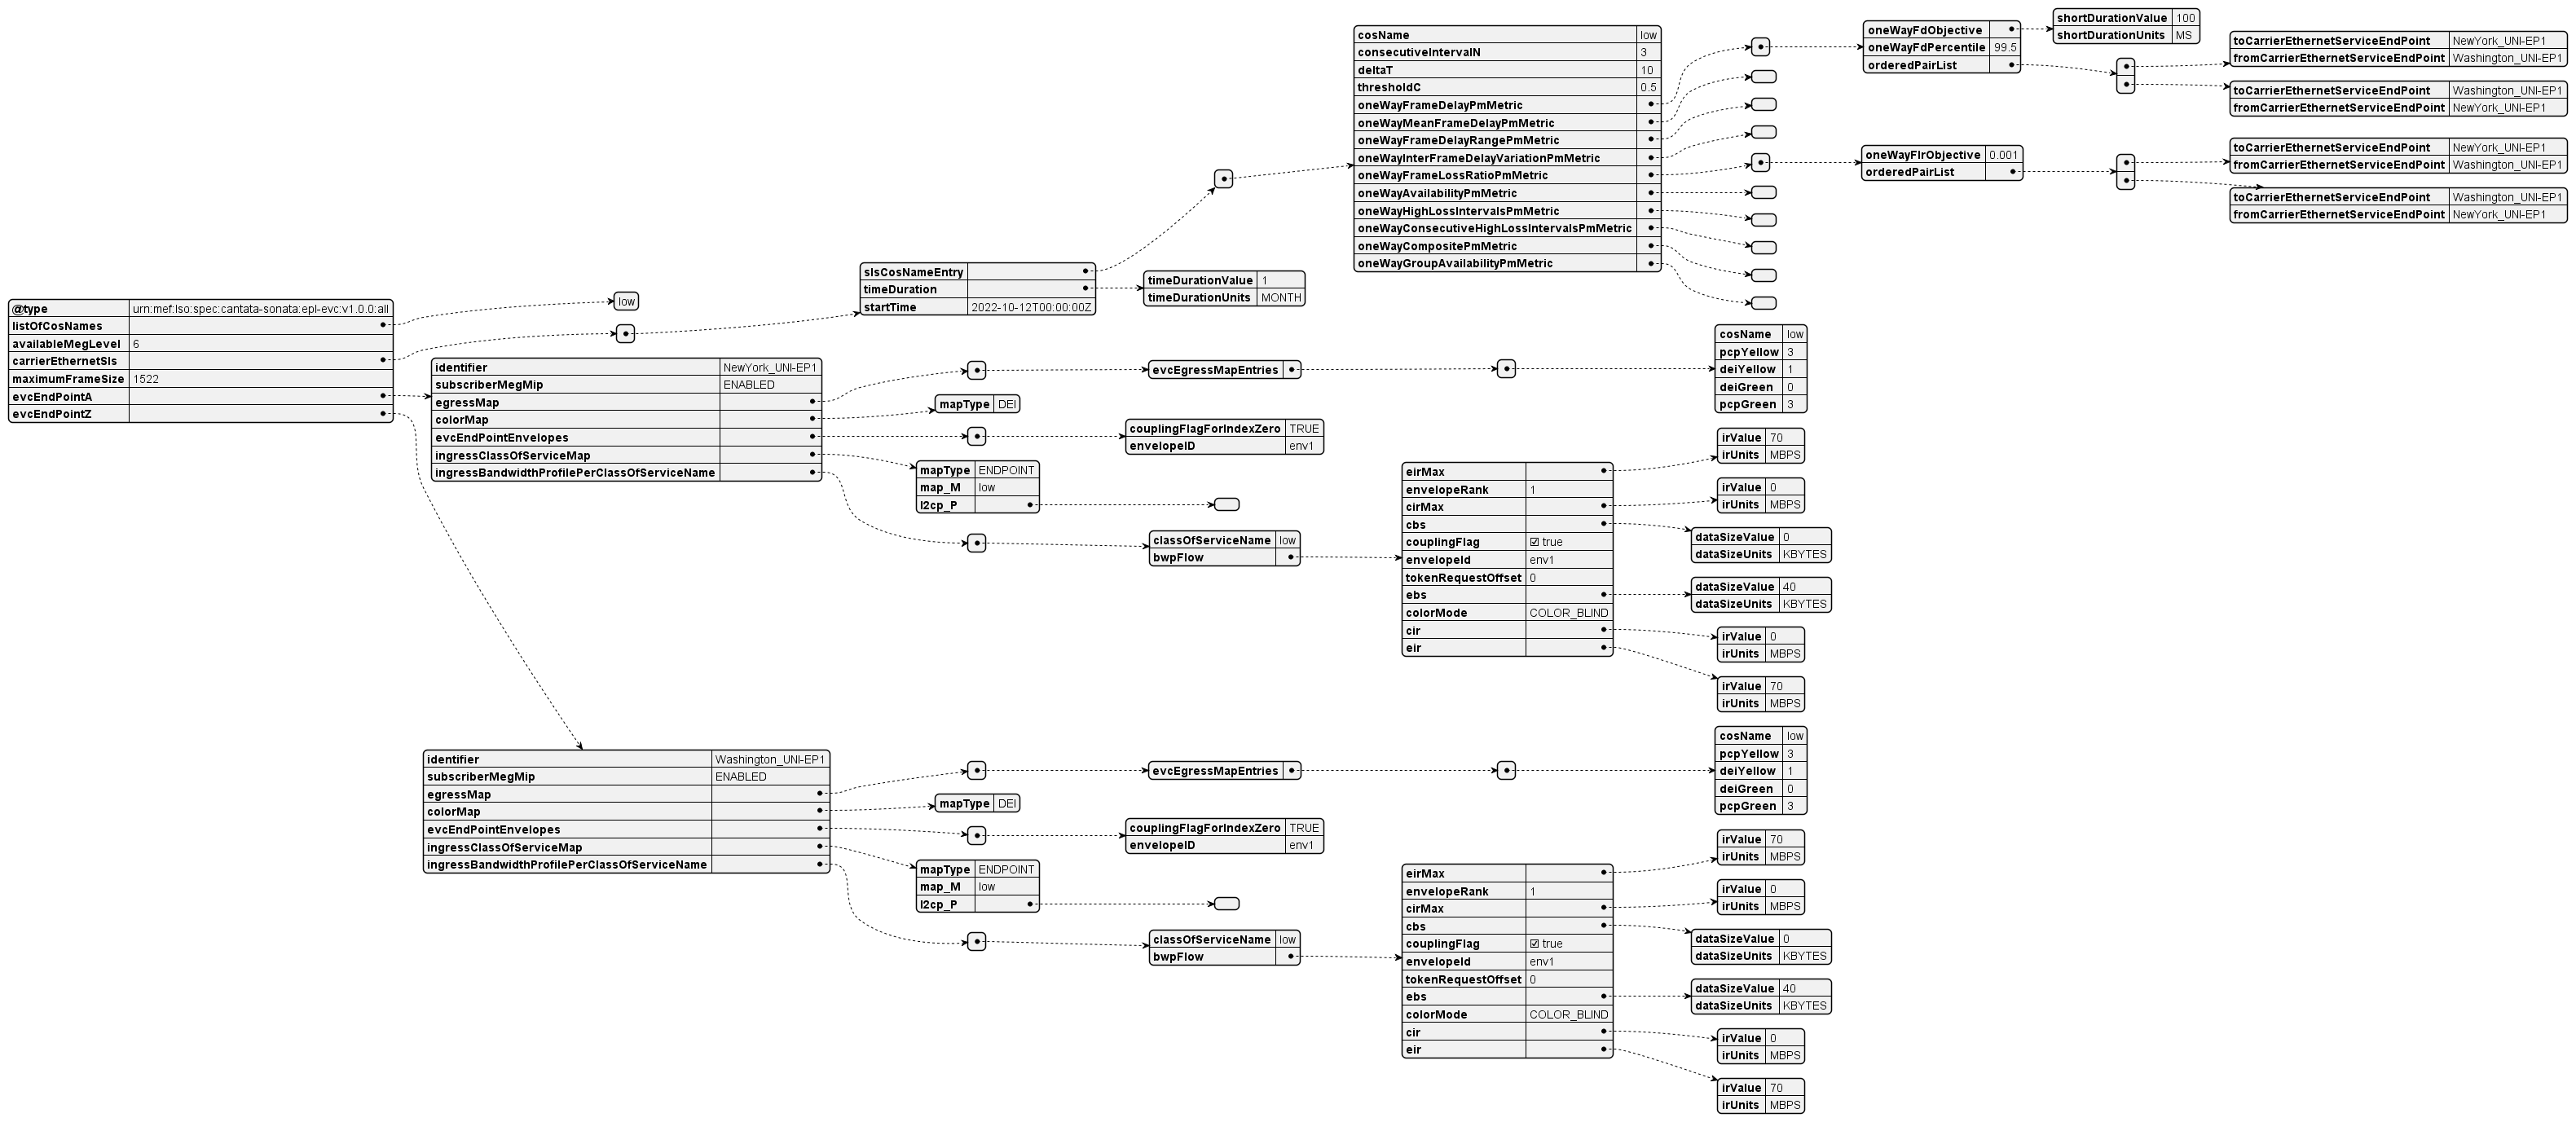 @type urn:mef:lso:spec:cantata-sonata:epl-evc:v1.0.0:all
listOfCosNames
availableMegLevel 6
carrierEthernetSls
maximumFrameSize 1522
evcEndPointA
evcEndPointZ
low
slsCosNameEntry
timeDuration
startTime 2022-10-12T00:00:00Z
timeDurationValue 1
timeDurationUnits MONTH
cosName low
consecutiveIntervalN 3
deltaT 10
thresholdC 0.5
oneWayFrameDelayPmMetric
oneWayMeanFrameDelayPmMetric
oneWayFrameDelayRangePmMetric
oneWayInterFrameDelayVariationPmMetric
oneWayFrameLossRatioPmMetric
oneWayAvailabilityPmMetric
oneWayHighLossIntervalsPmMetric
oneWayConsecutiveHighLossIntervalsPmMetric
oneWayCompositePmMetric
oneWayGroupAvailabilityPmMetric
oneWayFdObjective
oneWayFdPercentile 99.5
orderedPairList
shortDurationValue 100
shortDurationUnits MS
toCarrierEthernetServiceEndPoint NewYork_UNI-EP1
fromCarrierEthernetServiceEndPoint Washington_UNI-EP1
toCarrierEthernetServiceEndPoint Washington_UNI-EP1
fromCarrierEthernetServiceEndPoint NewYork_UNI-EP1
oneWayFlrObjective 0.001
orderedPairList
toCarrierEthernetServiceEndPoint NewYork_UNI-EP1
fromCarrierEthernetServiceEndPoint Washington_UNI-EP1
toCarrierEthernetServiceEndPoint Washington_UNI-EP1
fromCarrierEthernetServiceEndPoint NewYork_UNI-EP1
identifier NewYork_UNI-EP1
subscriberMegMip ENABLED
egressMap
colorMap
evcEndPointEnvelopes
ingressClassOfServiceMap
ingressBandwidthProfilePerClassOfServiceName
evcEgressMapEntries
cosName low
pcpYellow 3
deiYellow 1
deiGreen 0
pcpGreen 3
mapType DEI
couplingFlagForIndexZero TRUE
envelopeID env1
mapType ENDPOINT
map_M low
l2cp_P
classOfServiceName low
bwpFlow
eirMax
envelopeRank 1
cirMax
cbs
couplingFlag ☑ true
envelopeId env1
tokenRequestOffset 0
ebs
colorMode COLOR_BLIND
cir
eir
irValue 70
irUnits MBPS
irValue 0
irUnits MBPS
dataSizeValue 0
dataSizeUnits KBYTES
dataSizeValue 40
dataSizeUnits KBYTES
irValue 0
irUnits MBPS
irValue 70
irUnits MBPS
identifier Washington_UNI-EP1
subscriberMegMip ENABLED
egressMap
colorMap
evcEndPointEnvelopes
ingressClassOfServiceMap
ingressBandwidthProfilePerClassOfServiceName
evcEgressMapEntries
cosName low
pcpYellow 3
deiYellow 1
deiGreen 0
pcpGreen 3
mapType DEI
couplingFlagForIndexZero TRUE
envelopeID env1
mapType ENDPOINT
map_M low
l2cp_P
classOfServiceName low
bwpFlow
eirMax
envelopeRank 1
cirMax
cbs
couplingFlag ☑ true
envelopeId env1
tokenRequestOffset 0
ebs
colorMode COLOR_BLIND
cir
eir
irValue 70
irUnits MBPS
irValue 0
irUnits MBPS
dataSizeValue 0
dataSizeUnits KBYTES
dataSizeValue 40
dataSizeUnits KBYTES
irValue 0
irUnits MBPS
irValue 70
irUnits MBPS